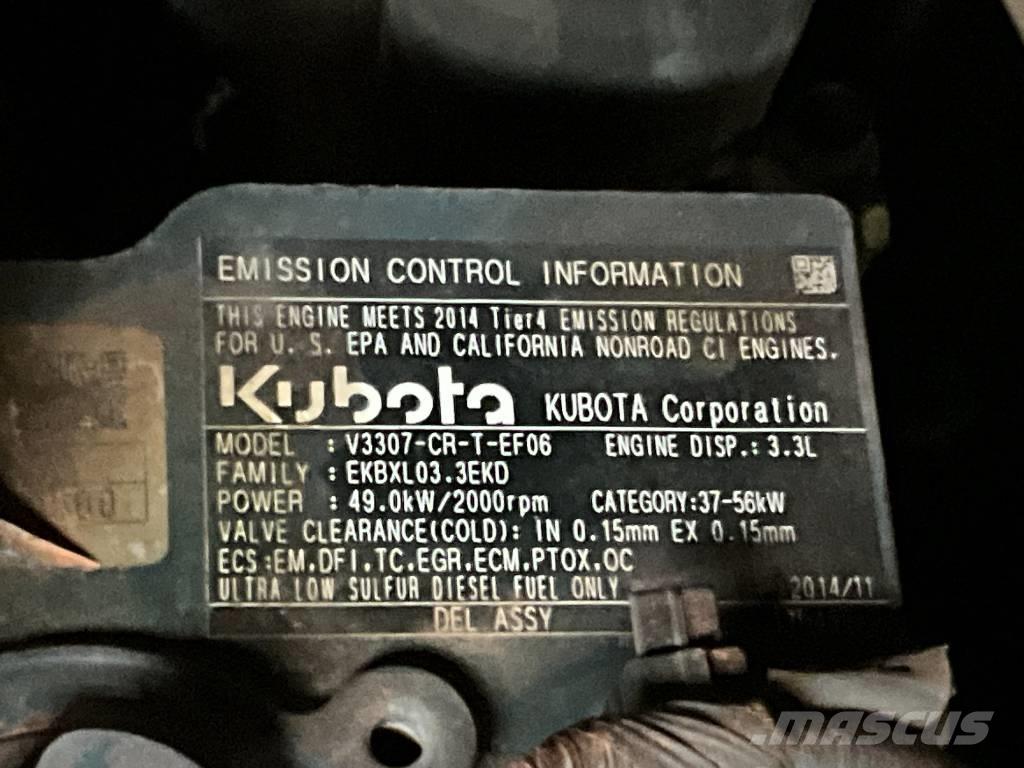 EMISSION CONTROL INFORMATION
THIS ENGINE MEETS 2014 Tier4 EMISSION REGULATIONS
FOR U. S. EPA AND CALIFORNIA NONROAD CI ENGINES.
Kubota KUBOTA Corporation
MODEL : V3307-CR-T-EF06 ENGINE DISP.: 3.3L
FAMILY : EKBXL03.3EKD
POWER : 49.0kW/2000rpm CATEGORY:37-56kW
VALVE CLEARANCE(COLD): IN 0.15mm EX 0.15mm
ECS :EM.DFI.TC.EGR.ECM.PTOX.OC
ULTRA LOW SULFUR DIESEL FUEL ONLY 2014/11
DEL ASSY
MASCUS